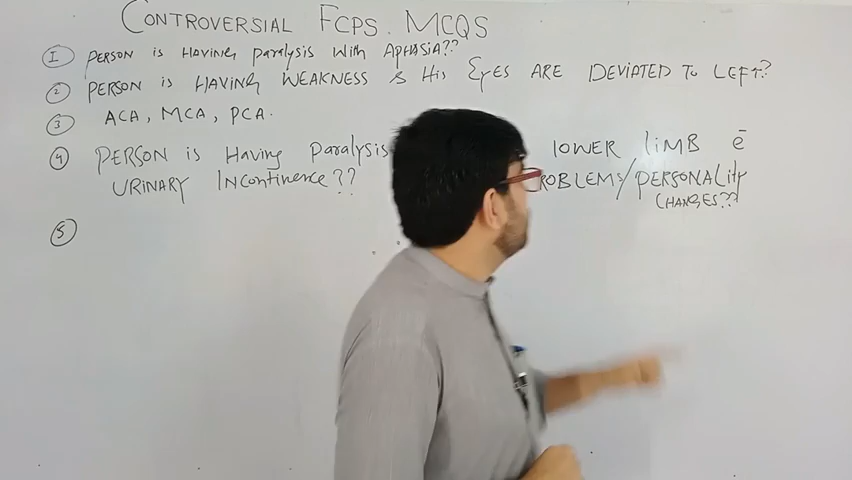 CONTROVERSIAL FCPS. MCQS
1 PERSON is HAVING paralysis with APHASIA??
2 PERSON is HAVING WEAKNESS & His EyES ARE DEVIATED To LEFT?
3 ACA, MCA, PCA.
4 PERSON is Having Paralysis LOWER LiMB ē
URINARY Incontinence?? ROBLEMS/PERSONALity
CHANGES??
5